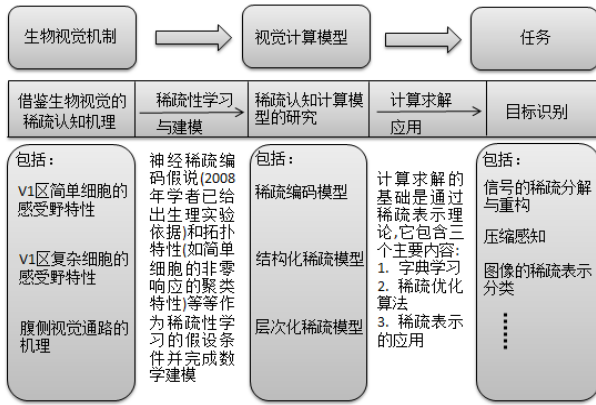 生物视觉机制
视觉计算模型
任务
借鉴生物视觉的
稀疏认知机理
稀疏性学习
与建模
稀疏认知计算模
型的研究
计算求解
应用
目标识别
包括：
V1区简单细胞的
感受野特性
V1区复杂细胞的
感受野特性
腹侧视觉通路的
机理
神经稀疏编
码假说(2008
年学者已给
出生理实验
依据)和拓扑
特性(如简单
细胞的非零
响应的聚类
特性)等等作
为稀疏性学
习的假设条
件并完成数
学建模
包括：
稀疏编码模型
结构化稀疏模型
层次化稀疏模型
计算求解的
基础是通过
稀疏表示理
论,它包含三
个主要内容:
1. 字典学习
2. 稀疏优化
算法
3. 稀疏表示
的应用
包括：
信号的稀疏分解
与重构
压缩感知
图像的稀疏表示
分类